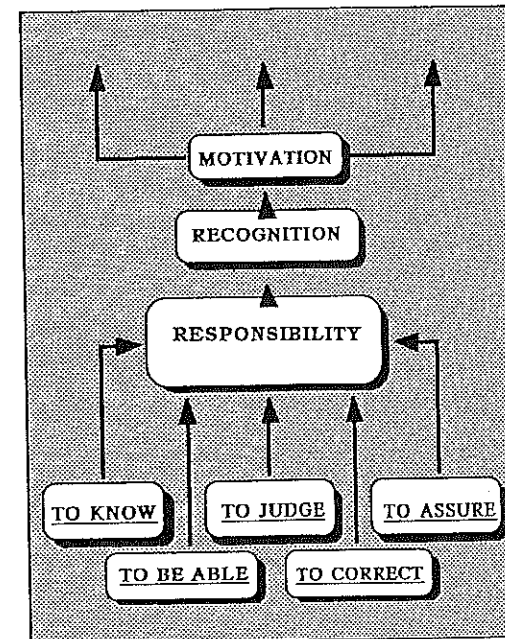 MOTIVATION
RECOGNITION
RESPONSIBILITY
TO KNOW
TO JUDGE
TO ASSURE
TO BE ABLE
TO CORRECT